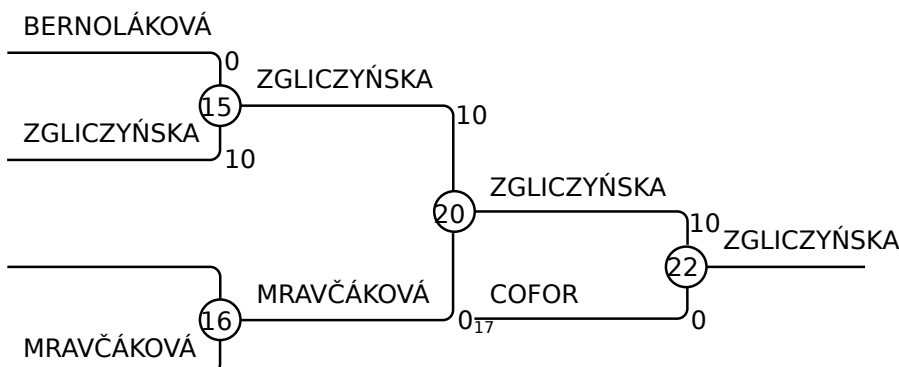 BERNOLÁKOVÁ
0
15
ZGLICZYŃSKA
ZGLICZYŃSKA
10
10
20
ZGLICZYŃSKA
10
22
ZGLICZYŃSKA
16
MRAVČÁKOVÁ
0
17
COFOR
0
MRAVČÁKOVÁ